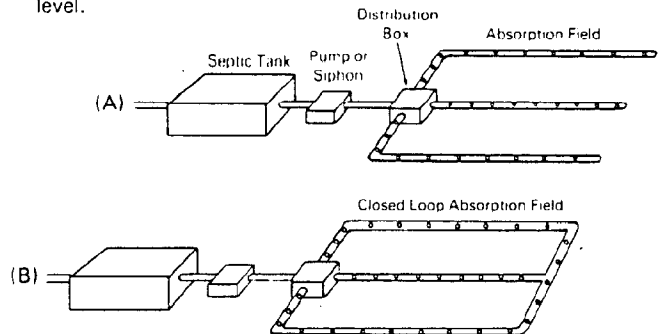 level.
Distribution
Box
Absorption Field
Pump or
Siphon
Septic Tank
(A)
Closed Loop Absorption Field
(B)